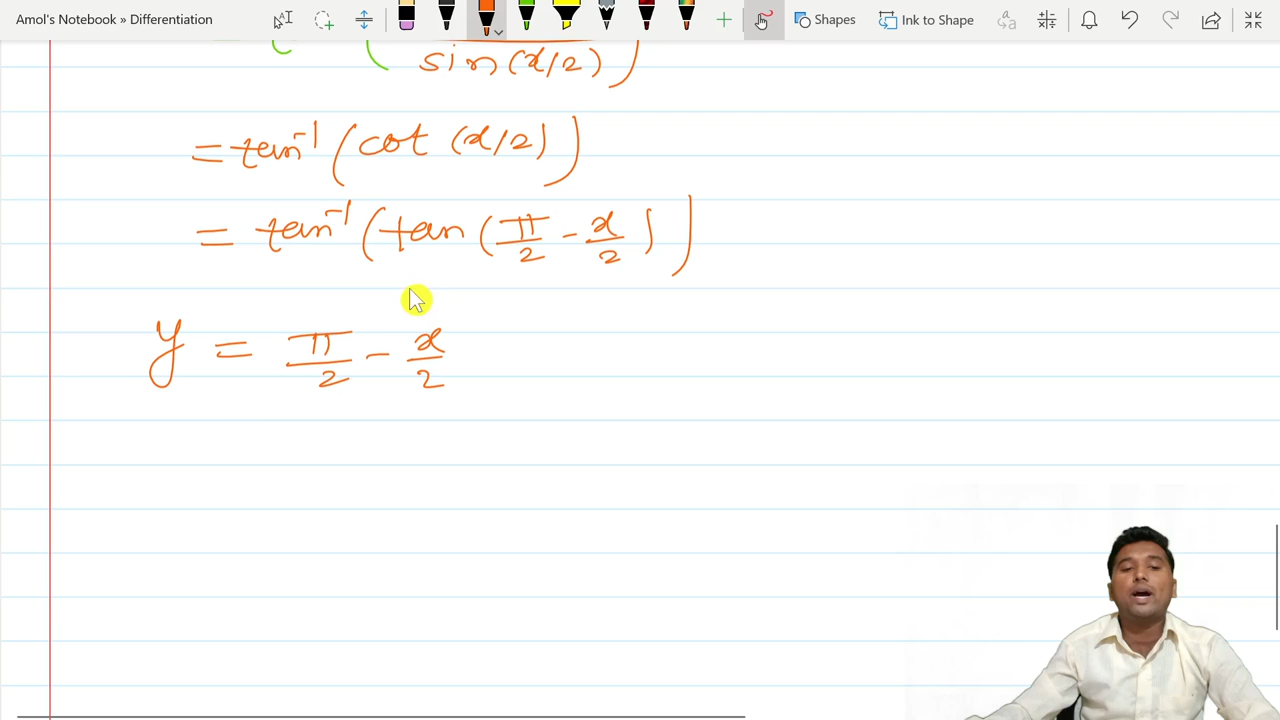 Amol's Notebook » Differentiation
Shapes
Ink to Shape
sin(x/2))
= tan⁻¹(cot (x/2))
= tan⁻¹(tan(π/2 - x/2))
y = π/2 - x/2